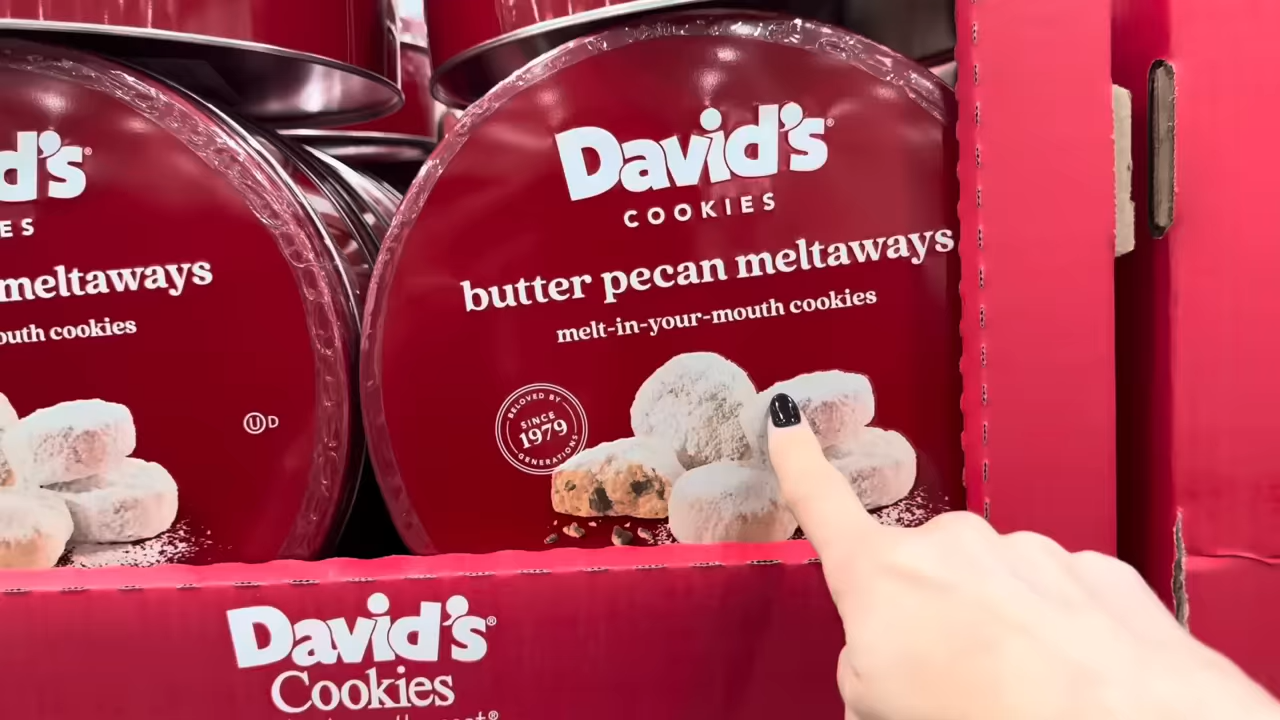 d's®
ES
meltaways
outh cookies
U D
David's®
COOKIES
butter pecan meltaways
melt-in-your-mouth cookies
BELOVED BY
SINCE
1979
GENERATIONS
David's®
Cookies